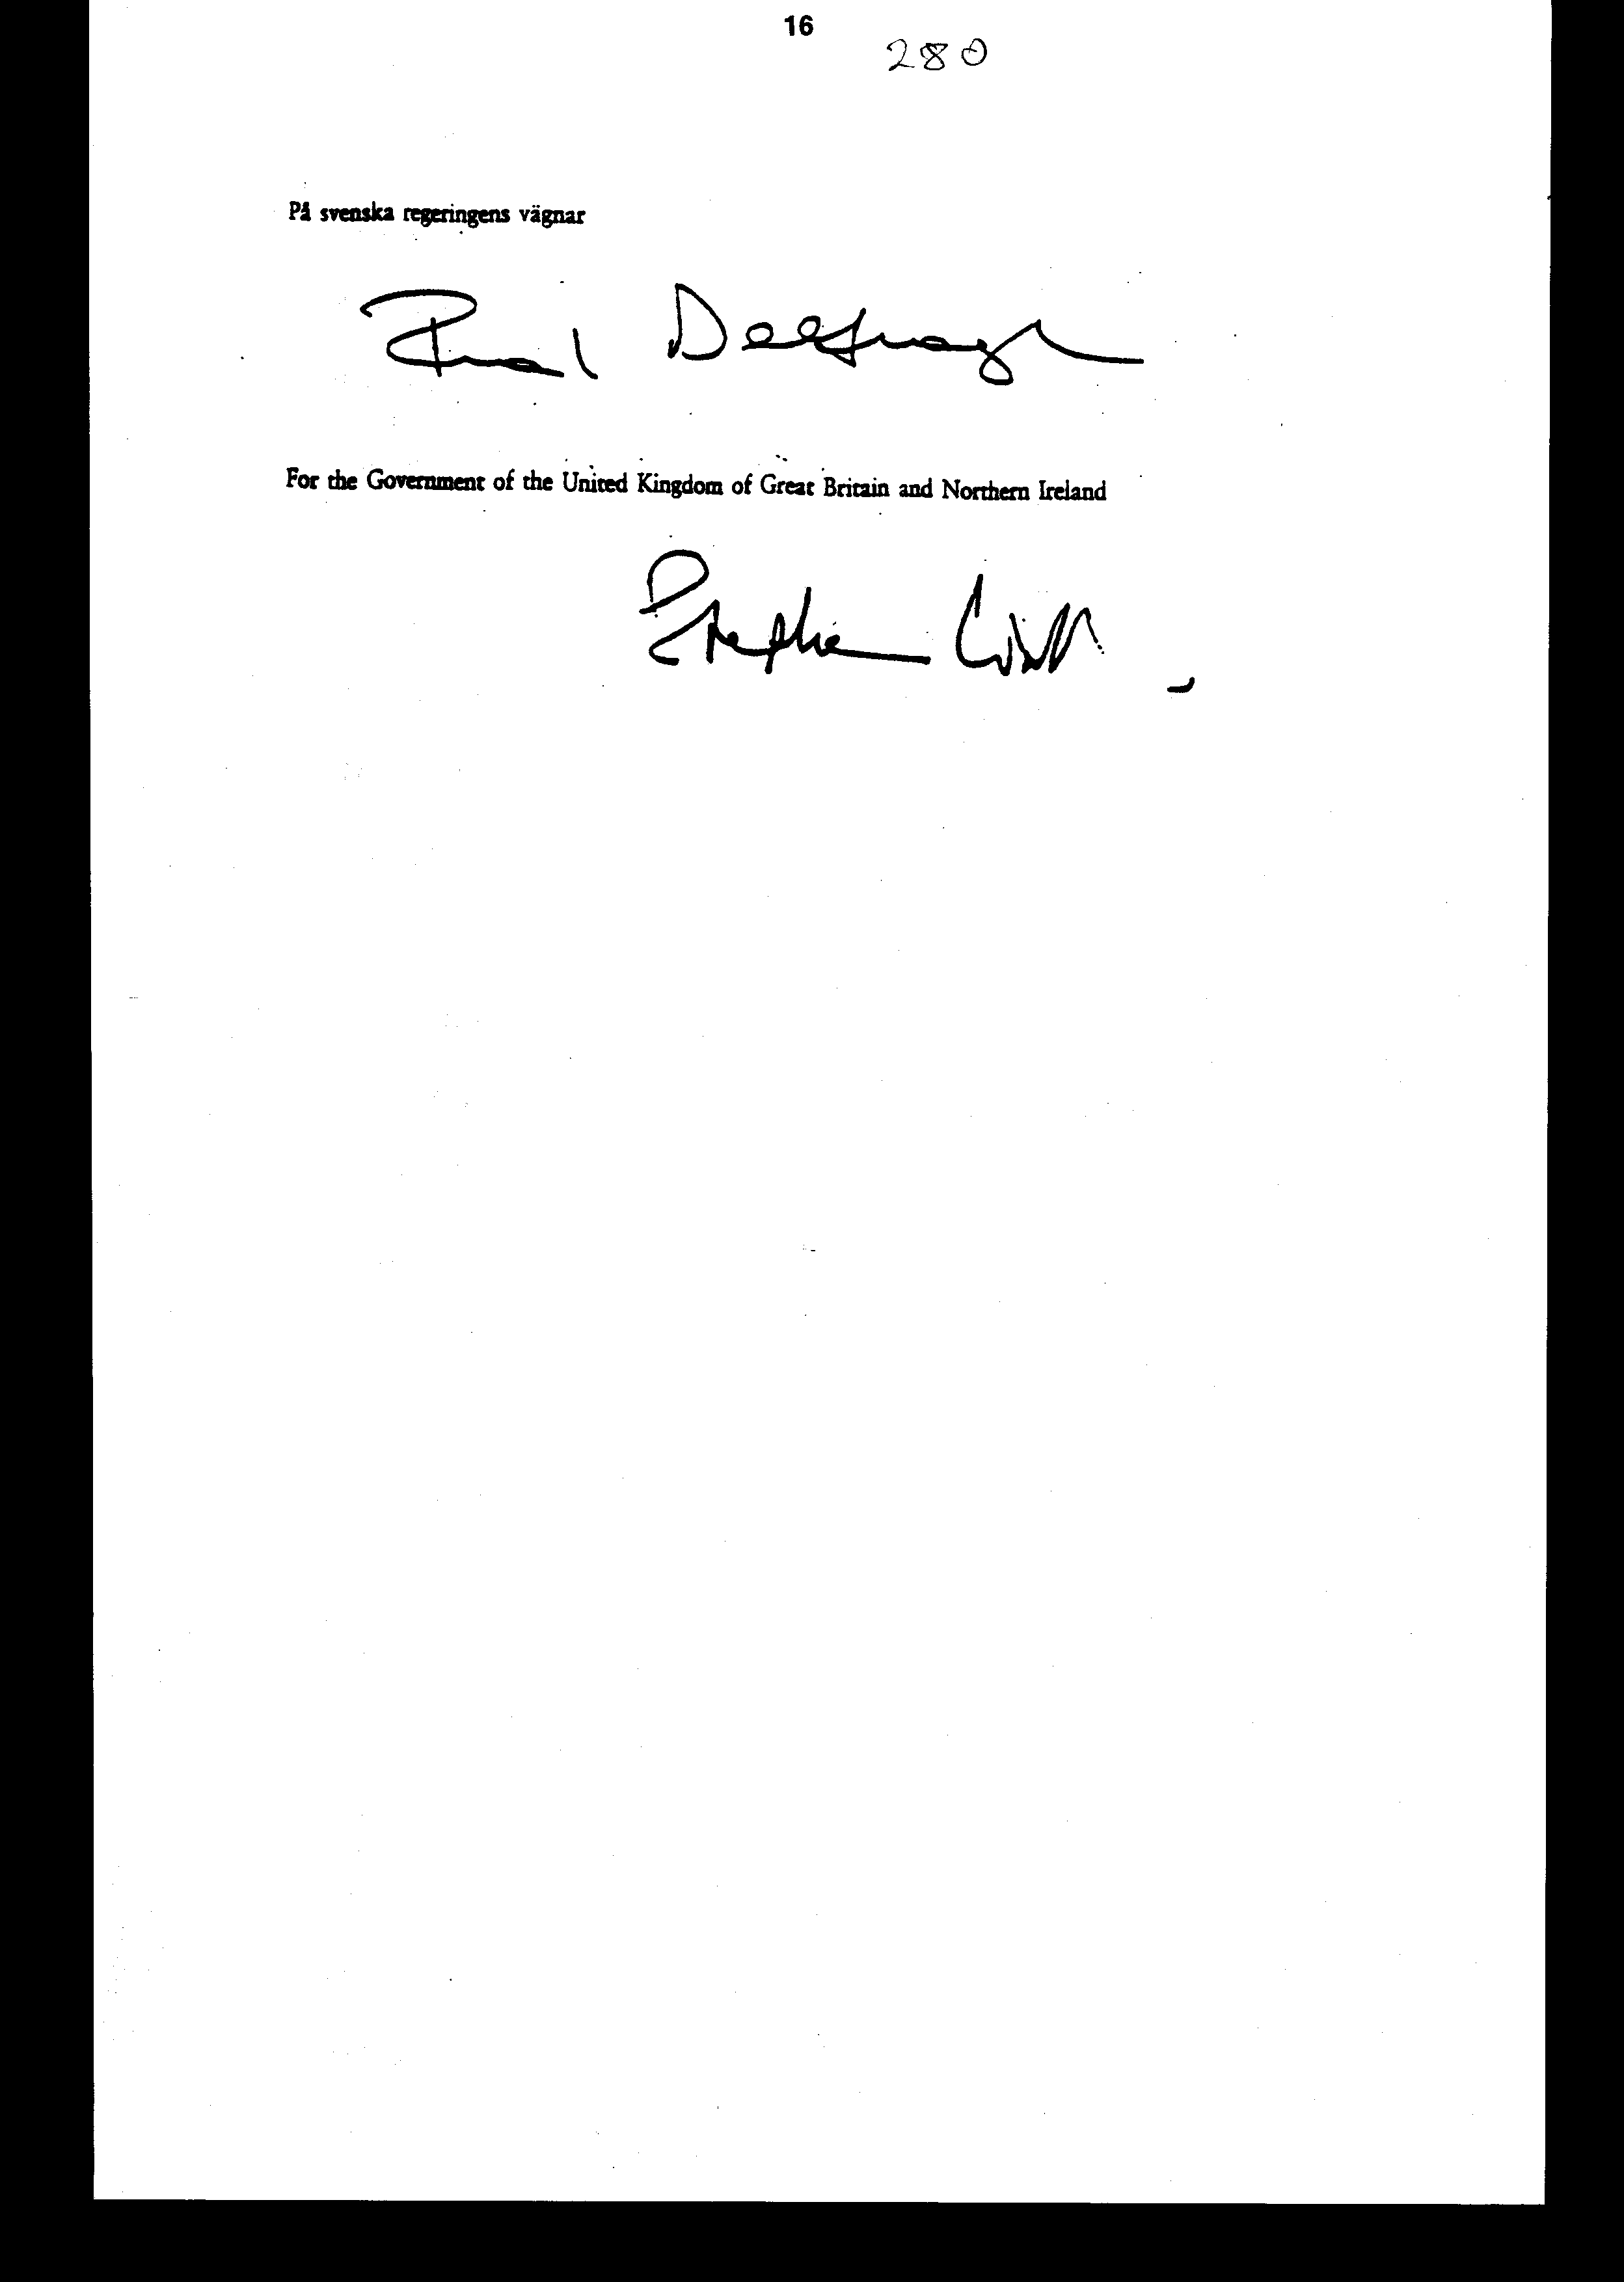 16
280
På svenska regeringens vägnar
For the Government of the United Kingdom of Great Britain and Northern Ireland
Stephen